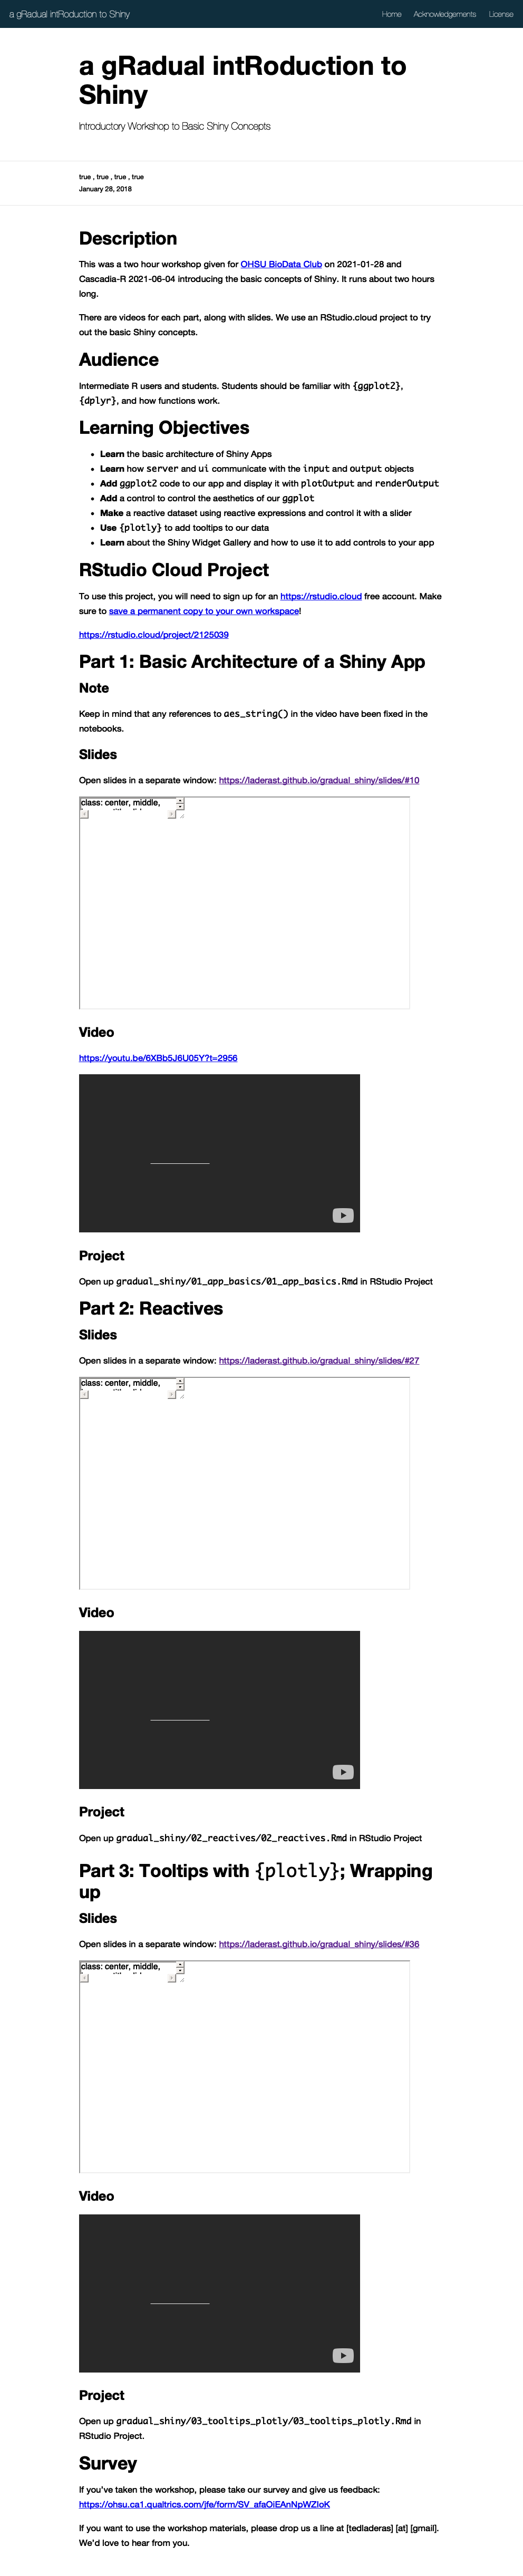 a gRadual intRoduction to Shiny
Home Acknowledgements License
a gRadual intRoduction to
Shiny
Introductory Workshop to Basic Shiny Concepts
true , true , true , true
January 28, 2018
Description
This was a two hour workshop given for OHSU BioData Club on 2021-01-28 and
Cascadia-R 2021-06-04 introducing the basic concepts of Shiny. It runs about two hours
long.
There are videos for each part, along with slides. We use an RStudio.cloud project to try
out the basic Shiny concepts.
Audience
Intermediate R users and students. Students should be familiar with {ggplot2},
{dplyr}, and how functions work.
Learning Objectives
• Learn the basic architecture of Shiny Apps
• Learn how server and ui communicate with the input and output objects
• Add ggplot2 code to our app and display it with plotOutput and renderOutput
• Add a control to control the aesthetics of our ggplot
• Make a reactive dataset using reactive expressions and control it with a slider
• Use {plotly} to add tooltips to our data
• Learn about the Shiny Widget Gallery and how to use it to add controls to your app
RStudio Cloud Project
To use this project, you will need to sign up for an https://rstudio.cloud free account. Make
sure to save a permanent copy to your own workspace!
https://rstudio.cloud/project/2125039
Part 1: Basic Architecture of a Shiny App
Note
Keep in mind that any references to aes_string() in the video have been fixed in the
notebooks.
Slides
Open slides in a separate window: https://laderast.github.io/gradual_shiny/slides/#10
class: center, middle,
Video
https://youtu.be/6XBb5J6U05Y?t=2956
Project
Open up gradual_shiny/01_app_basics/01_app_basics.Rmd in RStudio Project
Part 2: Reactives
Slides
Open slides in a separate window: https://laderast.github.io/gradual_shiny/slides/#27
class: center, middle,
Video
Project
Open up gradual_shiny/02_reactives/02_reactives.Rmd in RStudio Project
Part 3: Tooltips with {plotly}; Wrapping
up
Slides
Open slides in a separate window: https://laderast.github.io/gradual_shiny/slides/#36
class: center, middle,
Video
Project
Open up gradual_shiny/03_tooltips_plotly/03_tooltips_plotly.Rmd in
RStudio Project.
Survey
If you've taken the workshop, please take our survey and give us feedback:
https://ohsu.ca1.qualtrics.com/jfe/form/SV_afaOiEAnNpWZIoK
If you want to use the workshop materials, please drop us a line at [tedladeras] [at] [gmail].
We'd love to hear from you.